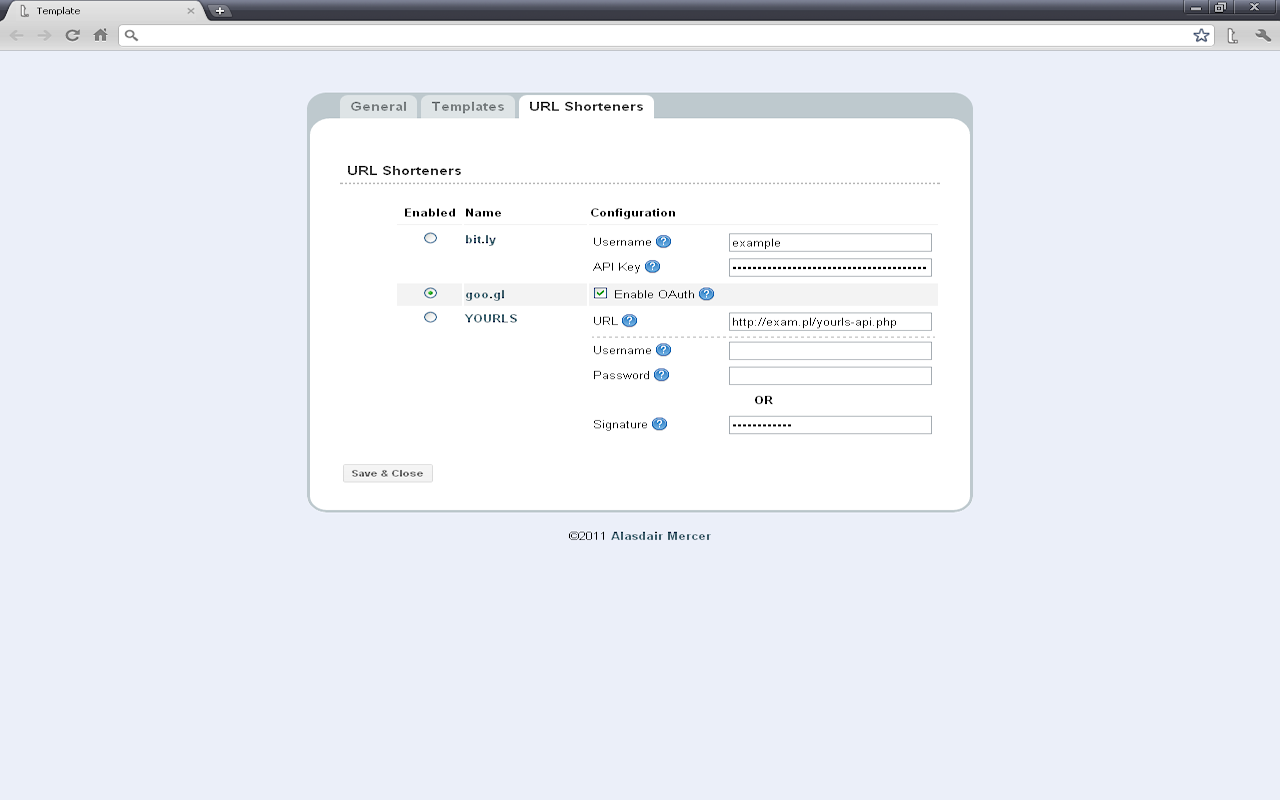 Template
General Templates URL Shorteners
URL Shorteners
Enabled Name Configuration
bit.ly Username ? example
API Key ?
goo.gl Enable OAuth ?
YOURLS URL ? http://exam.pl/yourls-api.php
Username ?
Password ?
OR
Signature ?
Save & Close
©2011 Alasdair Mercer